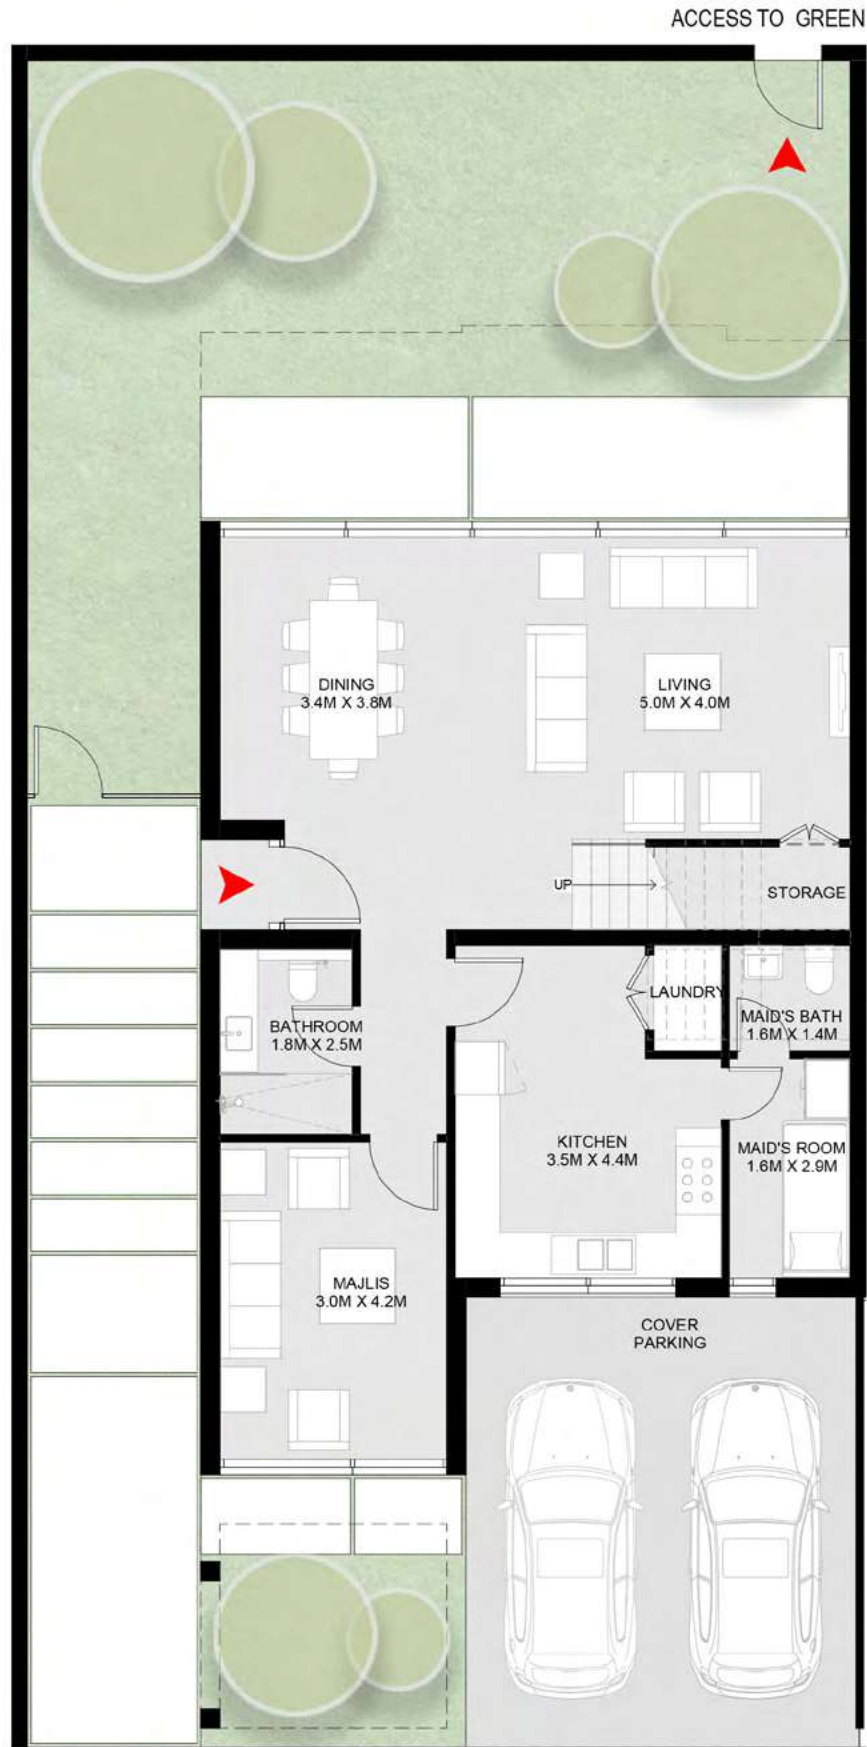 ACCESS TO GREEN
DINING
3.4M X 3.8M
LIVING
5.0M X 4.0M
UP
STORAGE
LAUNDRY
BATHROOM
1.8M X 2.5M
MAID'S BATH
1.6M X 1.4M
KITCHEN
3.5M X 4.4M
MAID'S ROOM
1.6M X 2.9M
MAJLIS
3.0M X 4.2M
COVER
PARKING